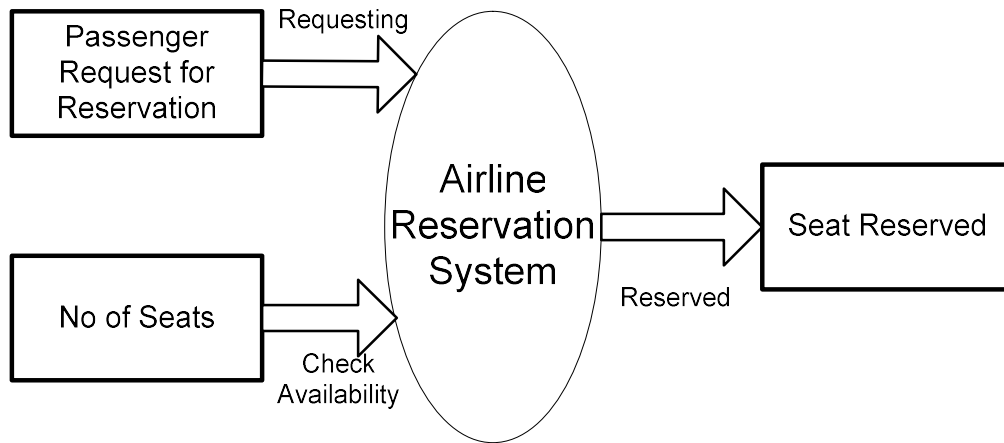 Requesting
Passenger
Request for
Reservation
Airline
Reservation
System
Seat Reserved
Reserved
No of Seats
Check
Availability